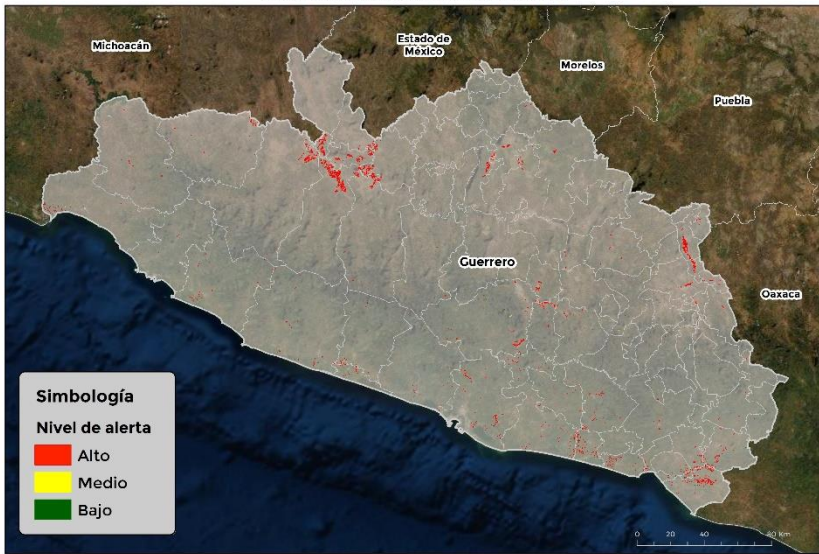 Michoacán
Estado de
México
Morelos
Puebla
Guerrero
Oaxaca
Simbología
Nivel de alerta
Alto
Medio
Bajo
0 20 40 80 Km